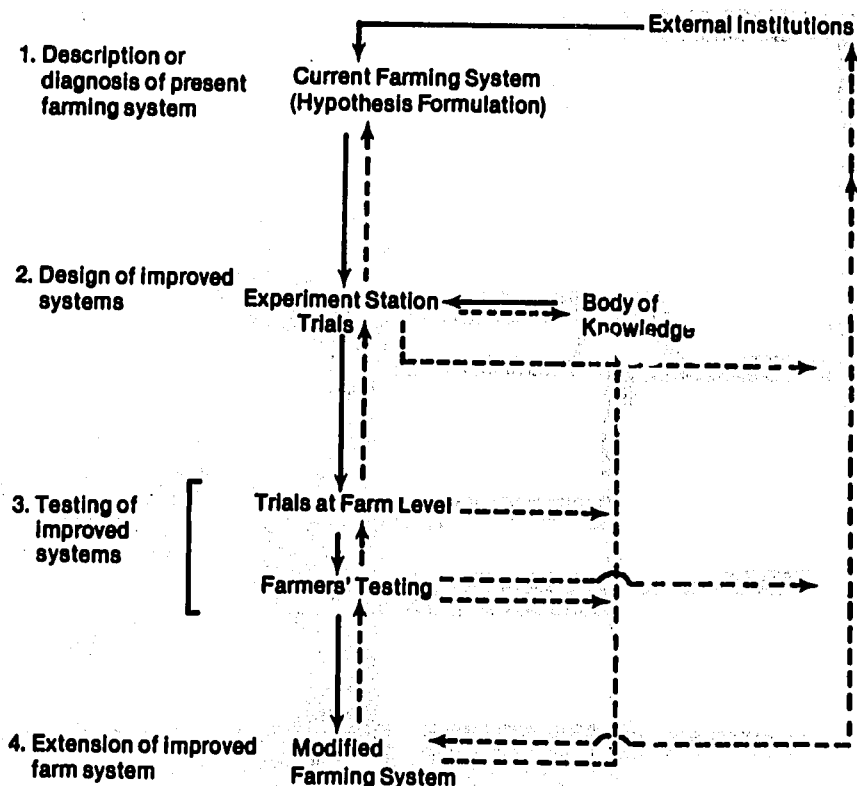 External Institutions
1. Description or
diagnosis of present
farming system
Current Farming System
(Hypothesis Formulation)
2. Design of improved
systems
Experiment Station
Trials
Body of
Knowledge
3. Testing of
improved
systems
Trials at Farm Level
Farmers' Testing
4. Extension of improved
farm system
Modified
Farming System